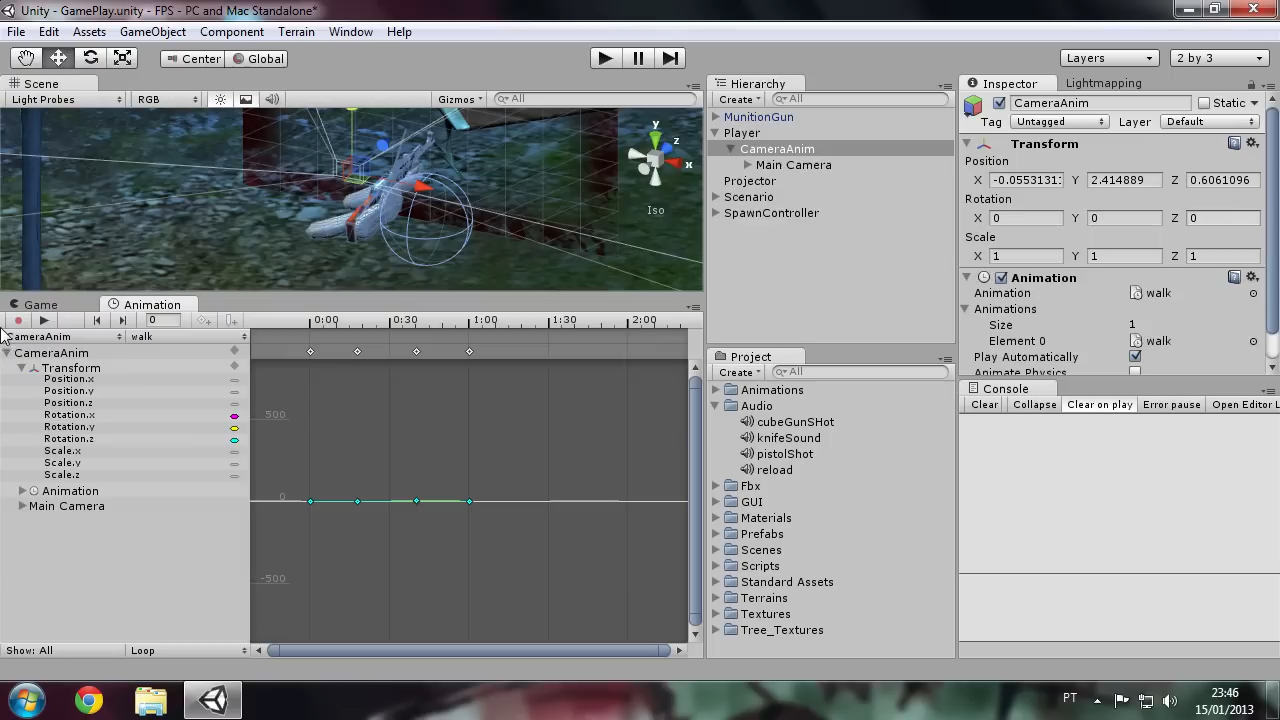 Unity - GamePlay.unity - FPS - PC and Mac Standalone*
File Edit Assets GameObject Component Terrain Window Help
Center Global Layers 2 by 3
Scene
Light Probes RGB Gizmos All
y
z
x
Iso
Game Animation
0 0:00 0:30 1:00 1:30 2:00
CameraAnim walk
CameraAnim
Transform
Position.x
Position.y
Position.z
Rotation.x
Rotation.y
Rotation.z
Scale.x
Scale.y
Scale.z
Animation
Main Camera
500
0
-500
Show: All Loop
Hierarchy
Create All
MunitionGun
Player
CameraAnim
Main Camera
Projector
Scenario
SpawnController
Project
Create All
Animations
Audio
cubeGunSHot
knifeSound
pistolShot
reload
Fbx
GUI
Materials
Prefabs
Scenes
Scripts
Standard Assets
Terrains
Textures
Tree_Textures
Inspector Lightmapping
CameraAnim Static
Tag Untagged Layer Default
Transform
Position
X -0.0553131 Y 2.414889 Z 0.6061096
Rotation
X 0 Y 0 Z 0
Scale
X 1 Y 1 Z 1
Animation
Animation walk
Animations
Size 1
Element 0 walk
Play Automatically
Animate Physics
Console
Clear Collapse Clear on play Error pause Open Editor L
PT 23:46
15/01/2013